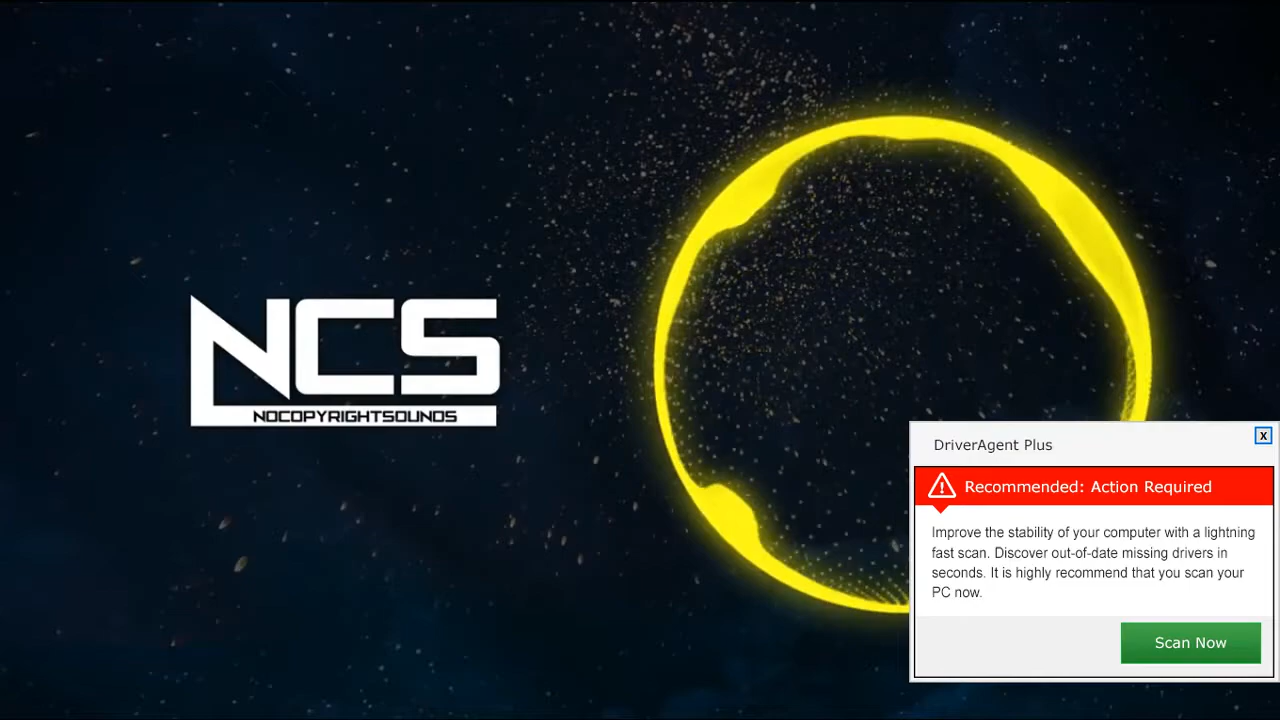 NCS
NOCOPYRIGHTSOUNDS
DriverAgent Plus
X
Recommended: Action Required
Improve the stability of your computer with a lightning
fast scan. Discover out-of-date missing drivers in
seconds. It is highly recommend that you scan your
PC now.
Scan Now